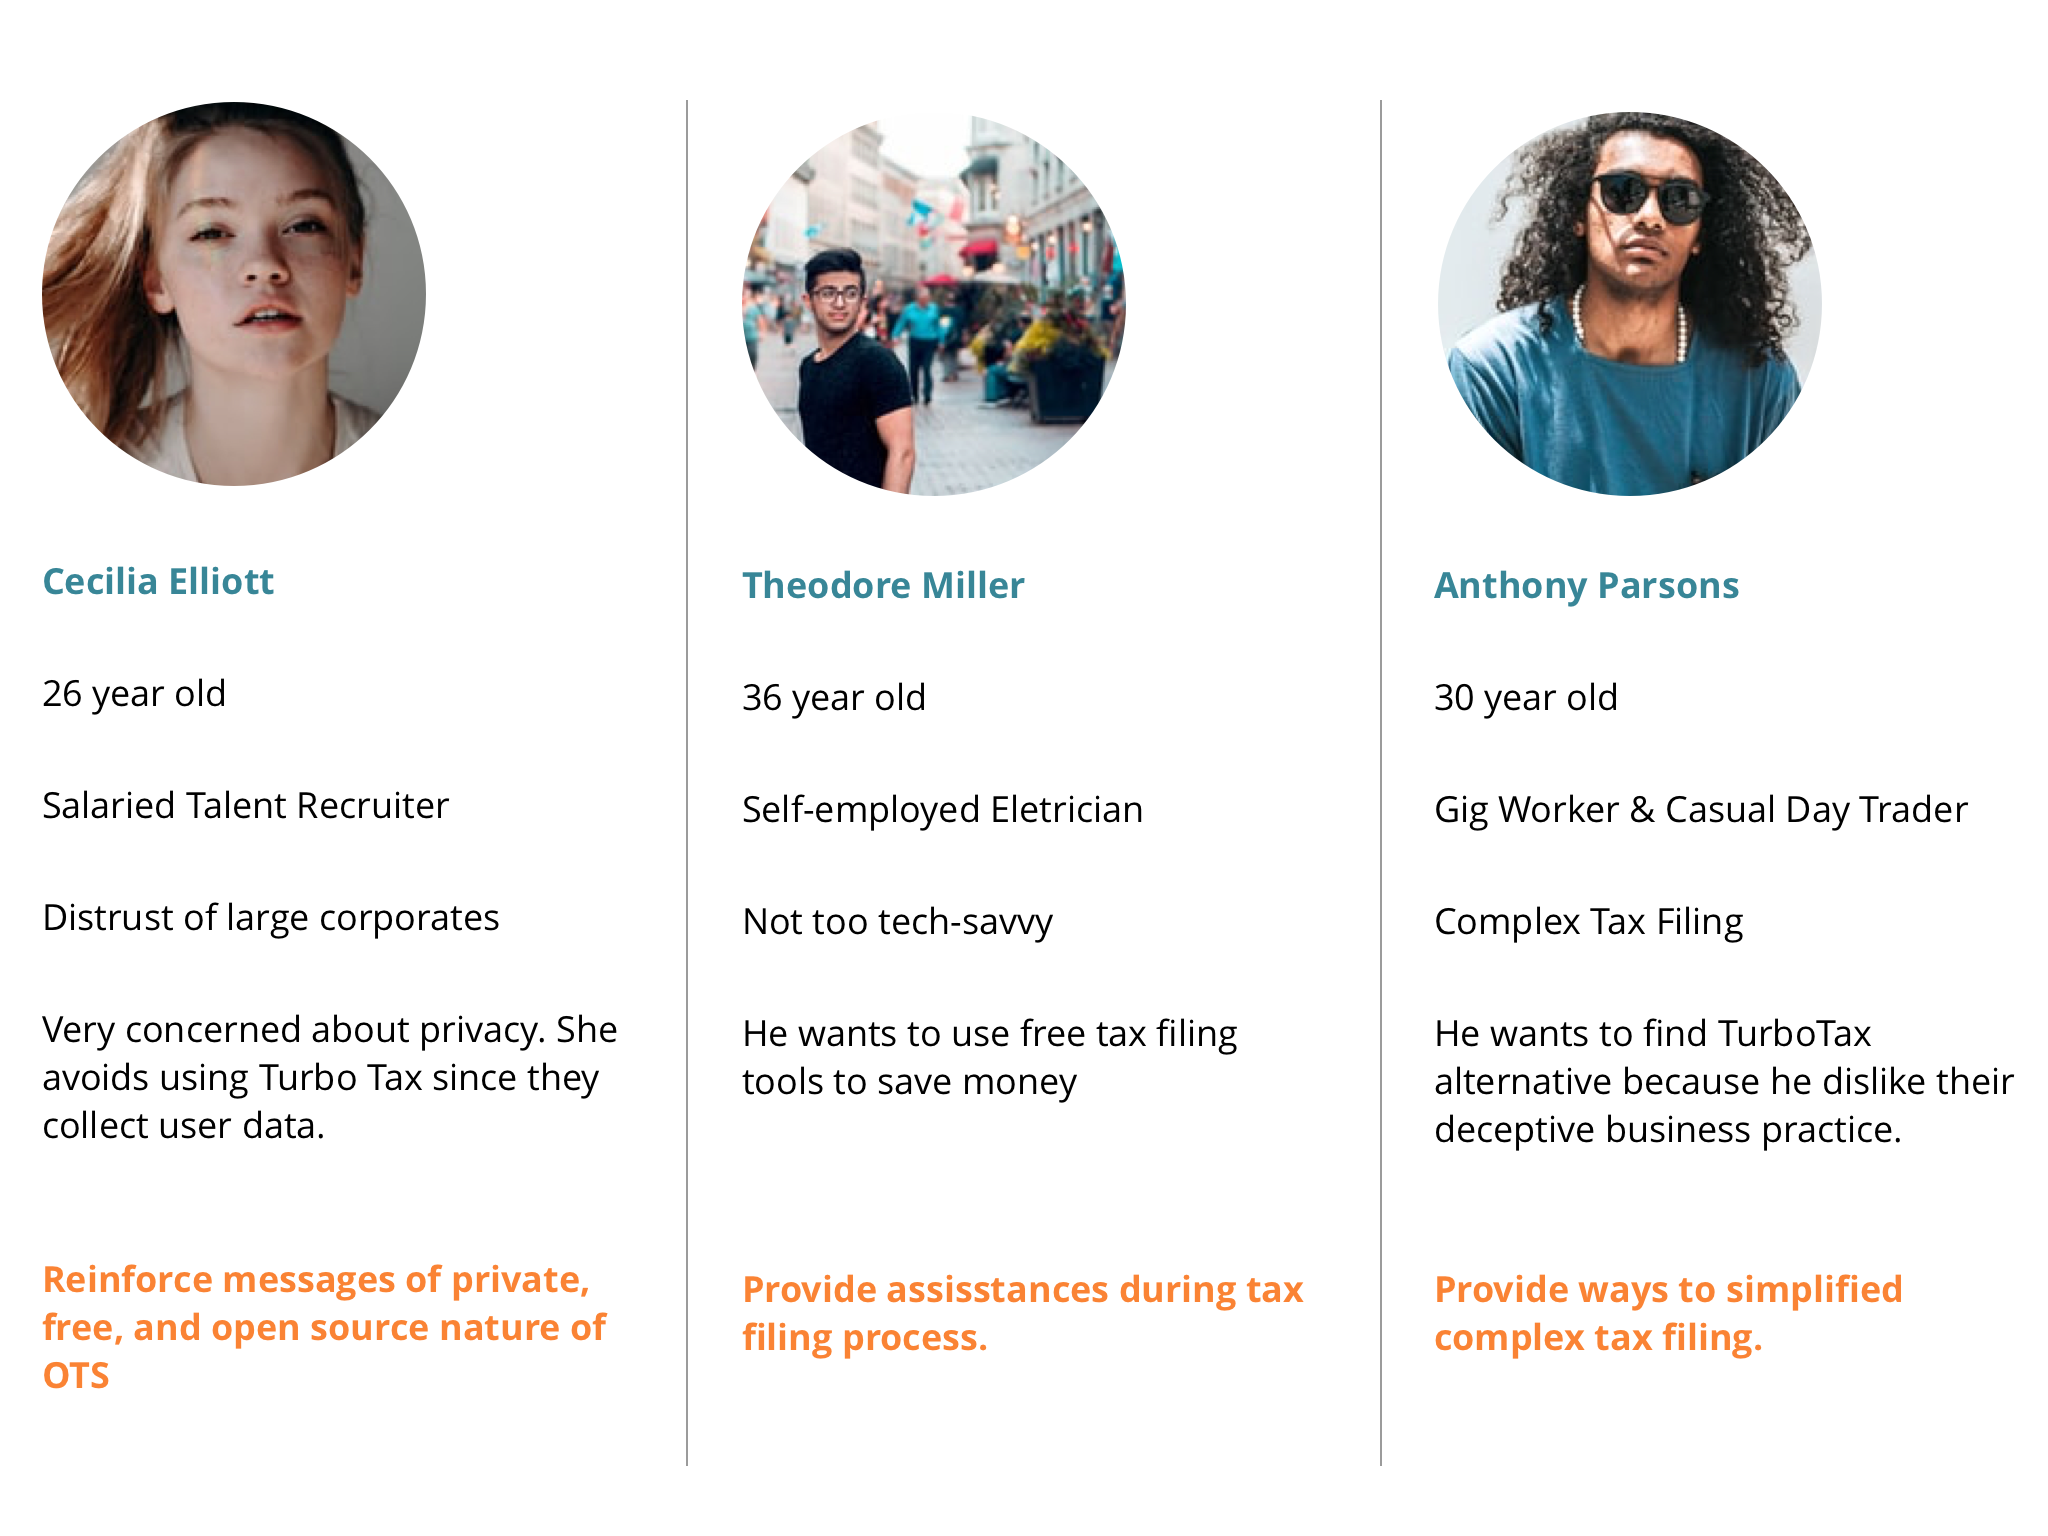 Cecilia Elliott
26 year old
Salaried Talent Recruiter
Distrust of large corporates
Very concerned about privacy. She
avoids using Turbo Tax since they
collect user data.
Reinforce messages of private,
free, and open source nature of
OTS
Theodore Miller
36 year old
Self-employed Eletrician
Not too tech-savvy
He wants to use free tax filing
tools to save money
Provide assisstances during tax
filing process.
Anthony Parsons
30 year old
Gig Worker & Casual Day Trader
Complex Tax Filing
He wants to find TurboTax
alternative because he dislike their
deceptive business practice.
Provide ways to simplified
complex tax filing.